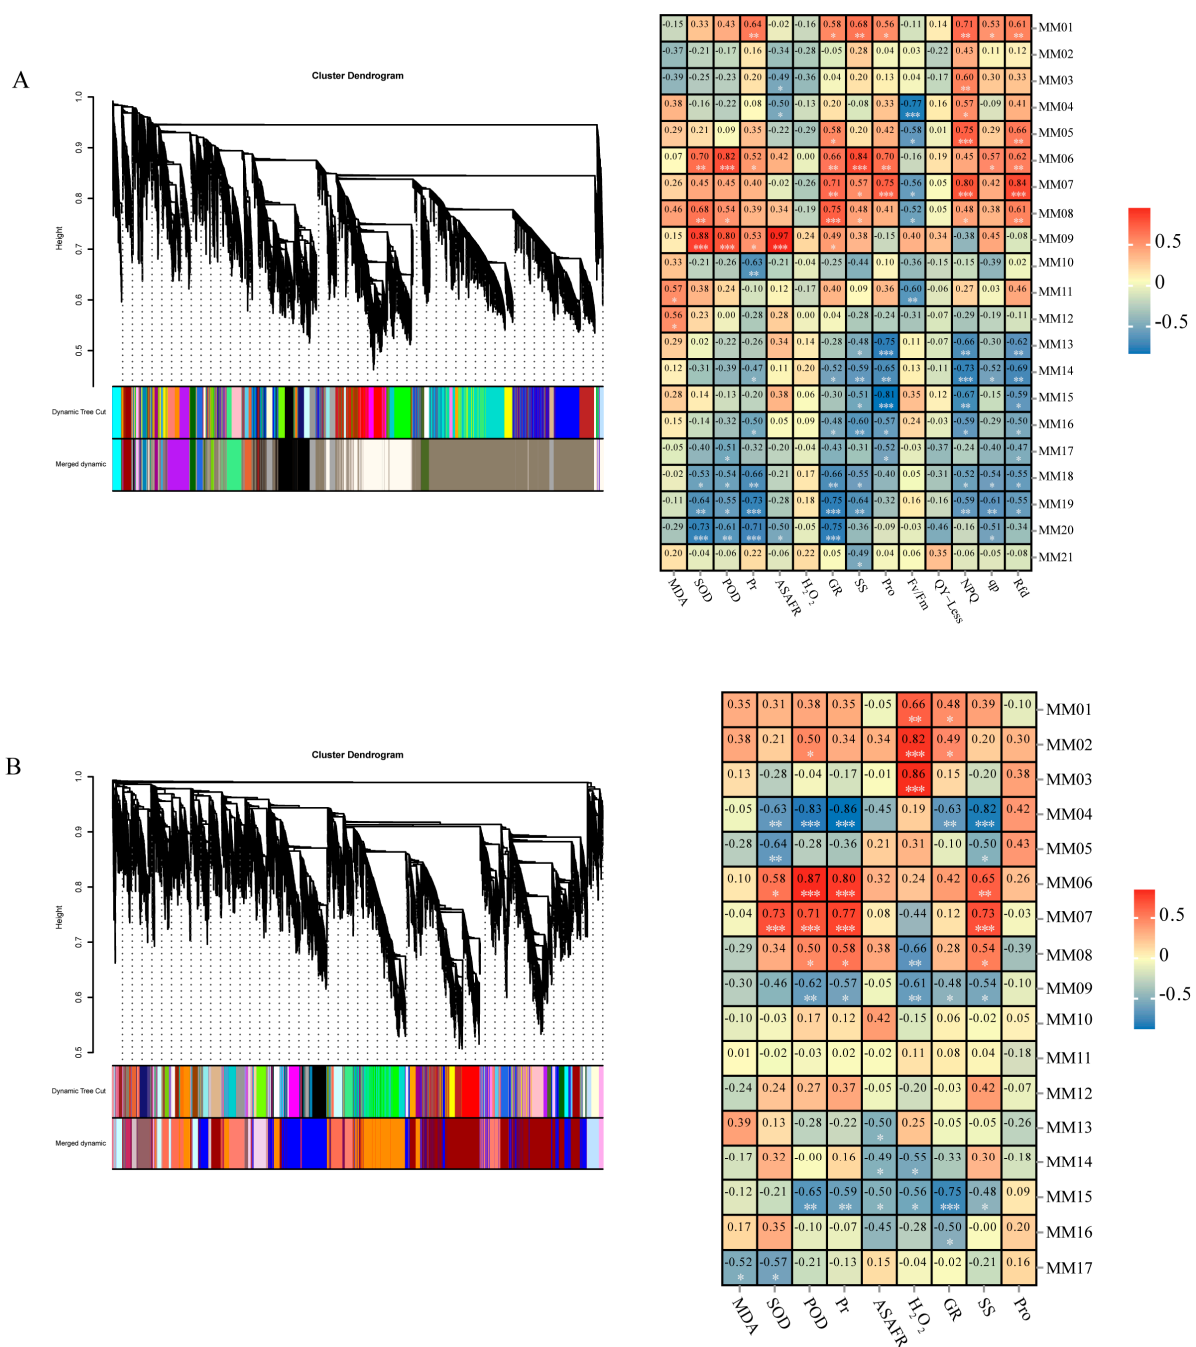 A
Cluster Dendrogram
Height
1.0
0.9
0.8
0.7
0.6
0.5
Dynamic Tree Cut
Merged dynamic
-0.15 0.33 0.43 0.64 -0.02 -0.16 0.58 0.68 0.56 -0.11 0.14 0.71 0.53 0.61 MM01
** * ** * ** * **
-0.37 -0.21 -0.17 0.16 -0.34 -0.28 -0.05 0.28 0.04 0.03 -0.22 0.43 0.11 0.12 MM02
-0.39 -0.25 -0.23 0.20 -0.49 -0.36 0.04 0.20 0.13 0.04 -0.17 0.60 0.30 0.33 MM03
* **
0.38 -0.16 -0.22 0.08 -0.50 -0.13 0.20 -0.08 0.33 -0.77 0.16 0.57 -0.09 0.41 MM04
* *** *
0.29 0.21 0.09 0.35 -0.22 -0.29 0.58 0.20 0.42 -0.58 0.01 0.75 0.29 0.66 MM05
* * *** **
0.07 0.70 0.82 0.52 0.42 0.00 0.66 0.84 0.70 -0.16 0.19 0.45 0.57 0.62 MM06
** *** * ** *** ** * **
0.26 0.45 0.45 0.40 -0.02 -0.26 0.71 0.57 0.75 -0.56 0.05 0.80 0.42 0.84 MM07
** * *** * *** ***
0.46 0.68 0.54 0.39 0.34 -0.19 0.75 0.48 0.41 -0.52 0.05 0.48 0.38 0.61 MM08
** * *** * * * **
0.15 0.88 0.80 0.53 0.97 0.24 0.49 0.38 -0.15 0.40 0.34 -0.38 0.45 -0.08 MM09
*** *** * *** *
0.33 -0.21 -0.26 -0.63 -0.21 -0.04 -0.25 -0.44 0.10 -0.36 -0.15 -0.15 -0.39 0.02 MM10
**
0.57 0.38 0.24 -0.10 0.12 -0.17 0.40 0.09 0.36 -0.60 -0.06 0.27 0.03 0.46 MM11
* **
0.56 0.23 0.00 -0.28 0.28 0.00 0.04 -0.28 -0.24 -0.31 -0.07 -0.29 -0.19 -0.11 MM12
*
0.29 0.02 -0.22 -0.26 0.34 0.14 -0.28 -0.48 -0.75 0.11 -0.07 -0.66 -0.30 -0.62 MM13
* *** ** **
0.12 -0.31 -0.39 -0.47 0.11 0.20 -0.52 -0.59 -0.65 0.13 -0.11 -0.73 -0.52 -0.69 MM14
* * ** ** *** * **
0.28 0.14 -0.13 -0.20 0.38 0.06 -0.30 -0.51 -0.81 0.35 0.12 -0.67 -0.15 -0.59 MM15
* *** ** *
0.15 -0.14 -0.32 -0.50 0.05 0.09 -0.48 -0.60 -0.57 0.24 -0.03 -0.59 -0.29 -0.50 MM16
* * ** * * *
-0.05 -0.40 -0.51 -0.32 -0.20 -0.04 -0.43 -0.31 -0.52 -0.03 -0.37 -0.24 -0.40 -0.47 MM17
* * *
-0.02 -0.53 -0.54 -0.66 -0.21 0.17 -0.66 -0.55 -0.40 0.05 -0.31 -0.52 -0.54 -0.55 MM18
* * ** ** * * * *
-0.11 -0.64 -0.55 -0.73 -0.28 0.18 -0.75 -0.64 -0.32 0.16 -0.16 -0.59 -0.61 -0.55 MM19
** * *** *** ** ** ** *
-0.29 -0.73 -0.61 -0.71 -0.50 -0.05 -0.75 -0.36 -0.09 -0.03 -0.46 -0.16 -0.51 -0.34 MM20
*** ** *** * *** *
0.20 -0.04 -0.06 0.22 -0.06 0.22 0.05 -0.49 0.04 0.06 0.35 -0.06 -0.05 -0.08 MM21
*
MDA SOD POD Pr ASAFR H₂O₂ GR SS Pro Fv/Fm QY−Less NPQ qp Rfd
0.5
0
-0.5
B
Cluster Dendrogram
Height
1.0
0.9
0.8
0.7
0.6
0.5
Dynamic Tree Cut
Merged dynamic
0.35 0.31 0.38 0.35 -0.05 0.66 0.48 0.39 -0.10 MM01
** *
0.38 0.21 0.50 0.34 0.34 0.82 0.49 0.20 0.30 MM02
* *** *
0.13 -0.28 -0.04 -0.17 -0.01 0.86 0.15 -0.20 0.38 MM03
***
-0.05 -0.63 -0.83 -0.86 -0.45 0.19 -0.63 -0.82 0.42 MM04
** *** *** ** ***
-0.28 -0.64 -0.28 -0.36 0.21 0.31 -0.10 -0.50 0.43 MM05
** *
0.10 0.58 0.87 0.80 0.32 0.24 0.42 0.65 0.26 MM06
* *** *** **
-0.04 0.73 0.71 0.77 0.08 -0.44 0.12 0.73 -0.03 MM07
*** *** *** ***
-0.29 0.34 0.50 0.58 0.38 -0.66 0.28 0.54 -0.39 MM08
* * ** *
-0.30 -0.46 -0.62 -0.57 -0.05 -0.61 -0.48 -0.54 -0.10 MM09
** * ** * *
-0.10 -0.03 0.17 0.12 0.42 -0.15 0.06 -0.02 0.05 MM10
0.01 -0.02 -0.03 0.02 -0.02 0.11 0.08 0.04 -0.18 MM11
-0.24 0.24 0.27 0.37 -0.05 -0.20 -0.03 0.42 -0.07 MM12
0.39 0.13 -0.28 -0.22 -0.50 0.25 -0.05 -0.05 -0.26 MM13
*
-0.17 0.32 -0.00 0.16 -0.49 -0.55 -0.33 0.30 -0.18 MM14
* *
-0.12 -0.21 -0.65 -0.59 -0.50 -0.56 -0.75 -0.48 0.09 MM15
** ** * * *** *
0.17 0.35 -0.10 -0.07 -0.45 -0.28 -0.50 -0.00 0.20 MM16
*
-0.52 -0.57 -0.21 -0.13 0.15 -0.04 -0.02 -0.21 0.16 MM17
* *
MDA SOD POD Pr ASAFR H₂O₂ GR SS Pro
0.5
0
-0.5